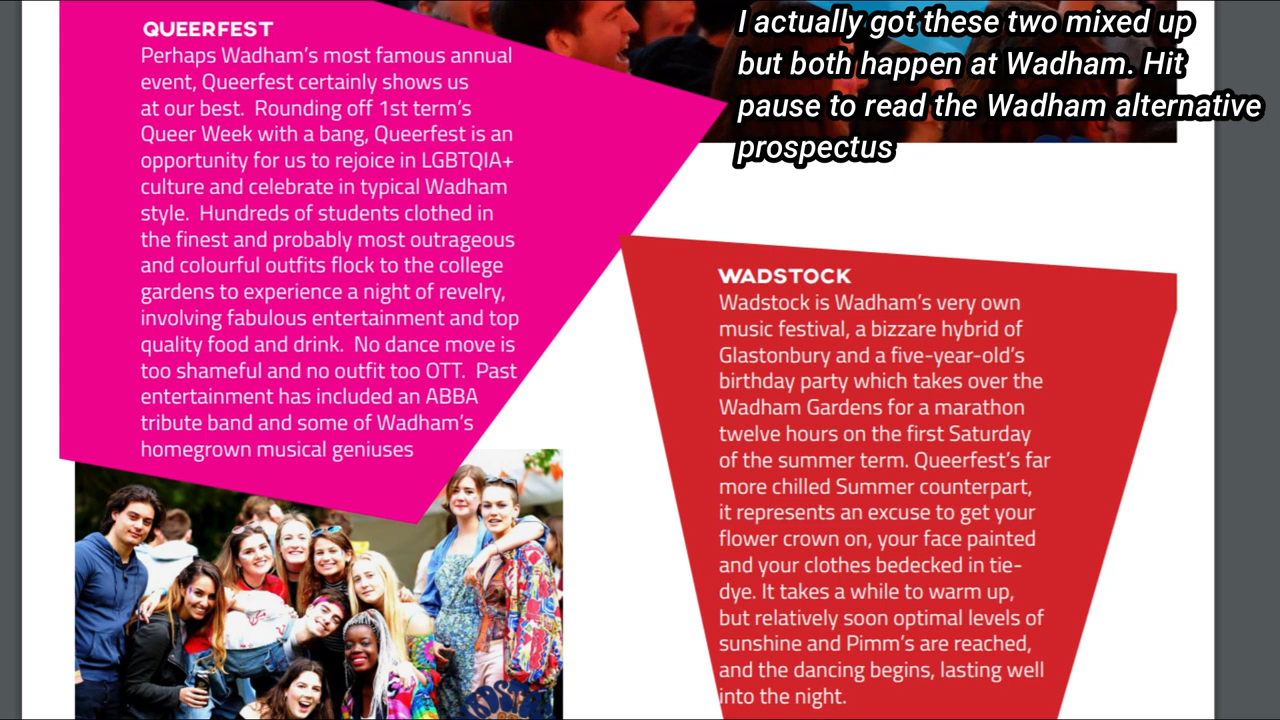 QUEERFEST
Perhaps Wadham's most famous annual
event, Queerfest certainly shows us
at our best.  Rounding off 1st term's
Queer Week with a bang, Queerfest is an
opportunity for us to rejoice in LGBTQIA+
culture and celebrate in typical Wadham
style.  Hundreds of students clothed in
the finest and probably most outrageous
and colourful outfits flock to the college
gardens to experience a night of revelry,
involving fabulous entertainment and top
quality food and drink.  No dance move is
too shameful and no outfit too OTT.  Past
entertainment has included an ABBA
tribute band and some of Wadham's
homegrown musical geniuses
I actually got these two mixed up
but both happen at Wadham. Hit
pause to read the Wadham alternative
prospectus
WADSTOCK
Wadstock is Wadham's very own
music festival, a bizzare hybrid of
Glastonbury and a five-year-old's
birthday party which takes over the
Wadham Gardens for a marathon
twelve hours on the first Saturday
of the summer term. Queerfest's far
more chilled Summer counterpart,
it represents an excuse to get your
flower crown on, your face painted
and your clothes bedecked in tie-
dye. It takes a while to warm up,
but relatively soon optimal levels of
sunshine and Pimm's are reached,
and the dancing begins, lasting well
into the night.